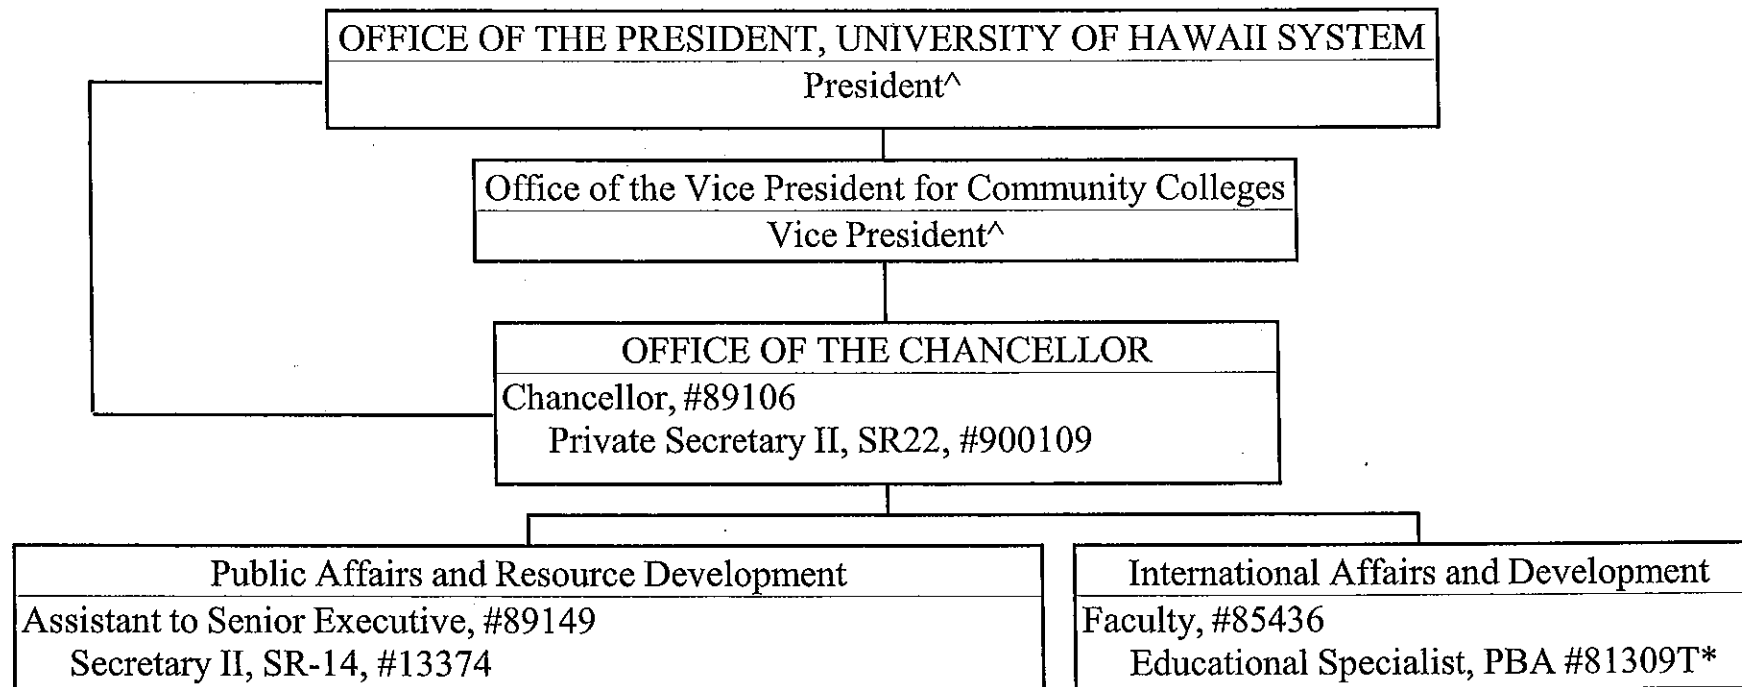 OFFICE OF THE PRESIDENT, UNIVERSITY OF HAWAII SYSTEM
President^
Office of the Vice President for Community Colleges
Vice President^
OFFICE OF THE CHANCELLOR
Chancellor, #89106
Private Secretary II, SR22, #900109
Public Affairs and Resource Development
Assistant to Senior Executive, #89149
Secretary II, SR-14, #13374
International Affairs and Development
Faculty, #85436
Educational Specialist, PBA #81309T*